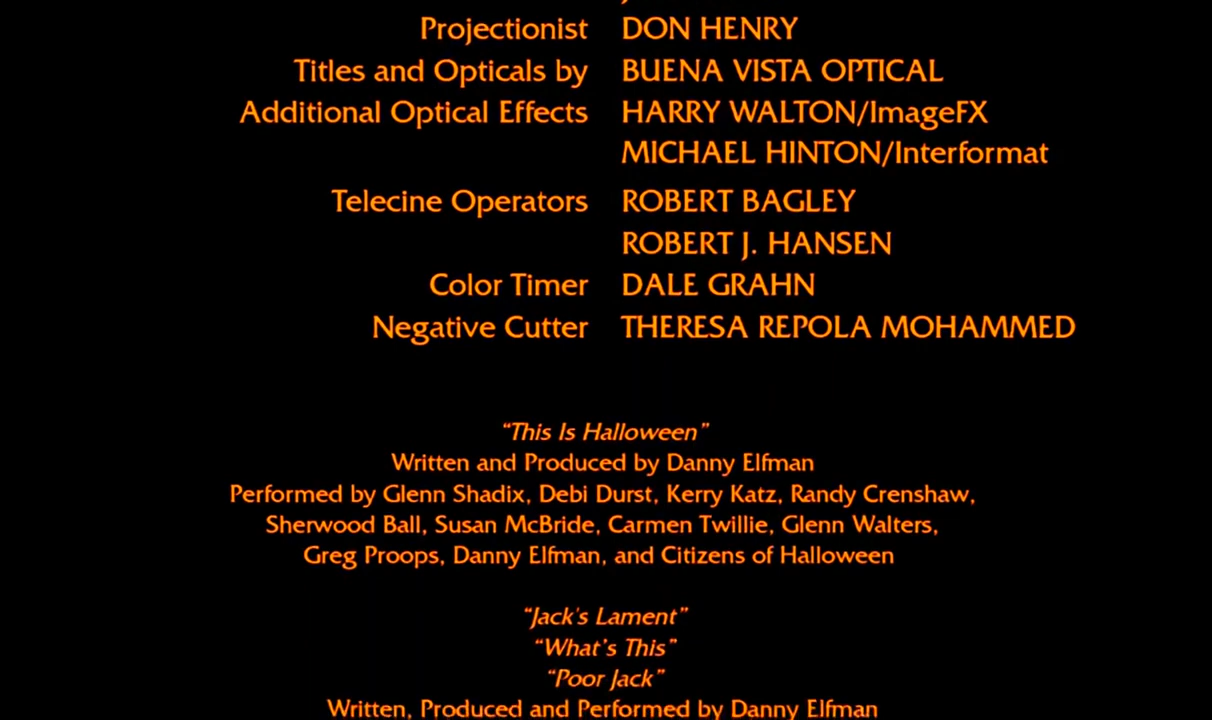 Projectionist DON HENRY
Titles and Opticals by BUENA VISTA OPTICAL
Additional Optical Effects HARRY WALTON/ImageFX
MICHAEL HINTON/Interformat
Telecine Operators ROBERT BAGLEY
ROBERT J. HANSEN
Color Timer DALE GRAHN
Negative Cutter THERESA REPOLA MOHAMMED
“This Is Halloween”
Written and Produced by Danny Elfman
Performed by Glenn Shadix, Debi Durst, Kerry Katz, Randy Crenshaw,
Sherwood Ball, Susan McBride, Carmen Twillie, Glenn Walters,
Greg Proops, Danny Elfman, and Citizens of Halloween
“Jack's Lament”
“What's This”
“Poor Jack”
Written, Produced and Performed by Danny Elfman